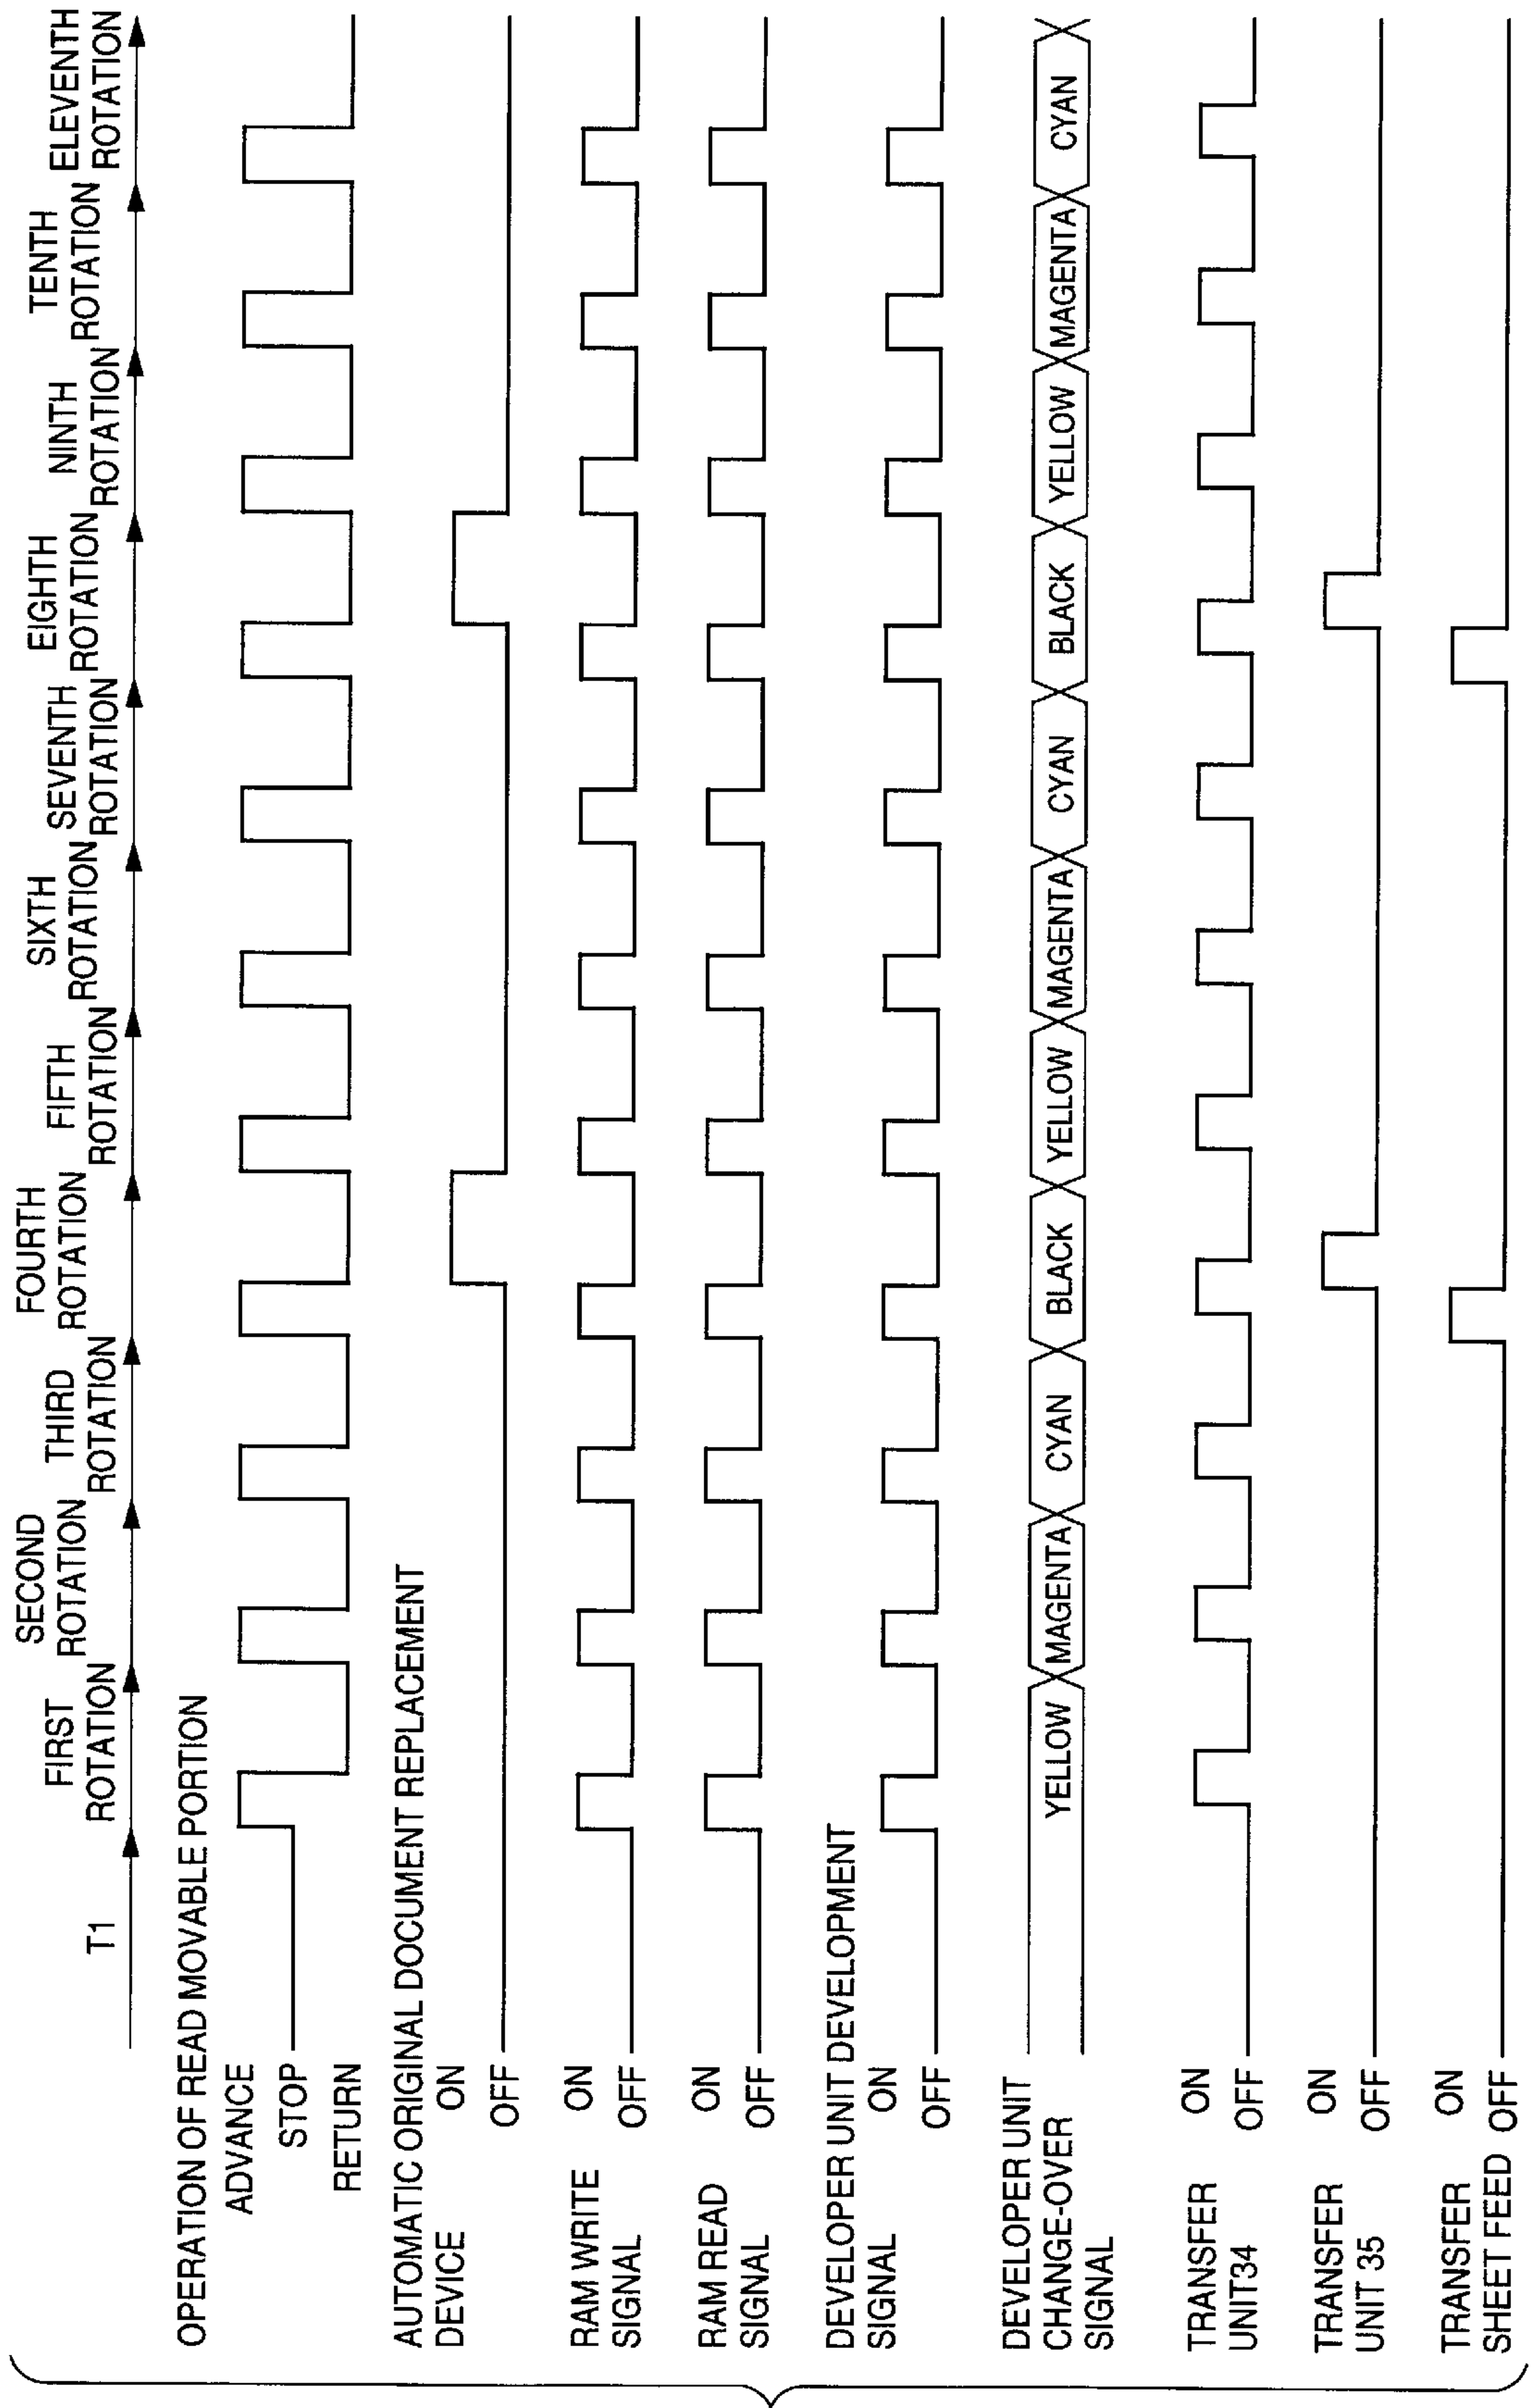 T1
FIRST
ROTATION
SECOND
ROTATION
THIRD
ROTATION
FOURTH
ROTATION
FIFTH
ROTATION
SIXTH
ROTATION
SEVENTH
ROTATION
EIGHTH
ROTATION
NINTH
ROTATION
TENTH
ROTATION
ELEVENTH
ROTATION
OPERATION OF READ MOVABLE PORTION
ADVANCE
STOP
RETURN
AUTOMATIC ORIGINAL DOCUMENT REPLACEMENT
DEVICE ON
OFF
RAM WRITE ON
SIGNAL OFF
RAM READ ON
SIGNAL OFF
DEVELOPER UNIT DEVELOPMENT
SIGNAL ON
OFF
DEVELOPER UNIT
CHANGE-OVER
SIGNAL
YELLOW MAGENTA CYAN BLACK YELLOW MAGENTA CYAN BLACK YELLOW MAGENTA CYAN
TRANSFER ON
UNIT34 OFF
TRANSFER ON
UNIT 35 OFF
TRANSFER ON
SHEET FEED OFF